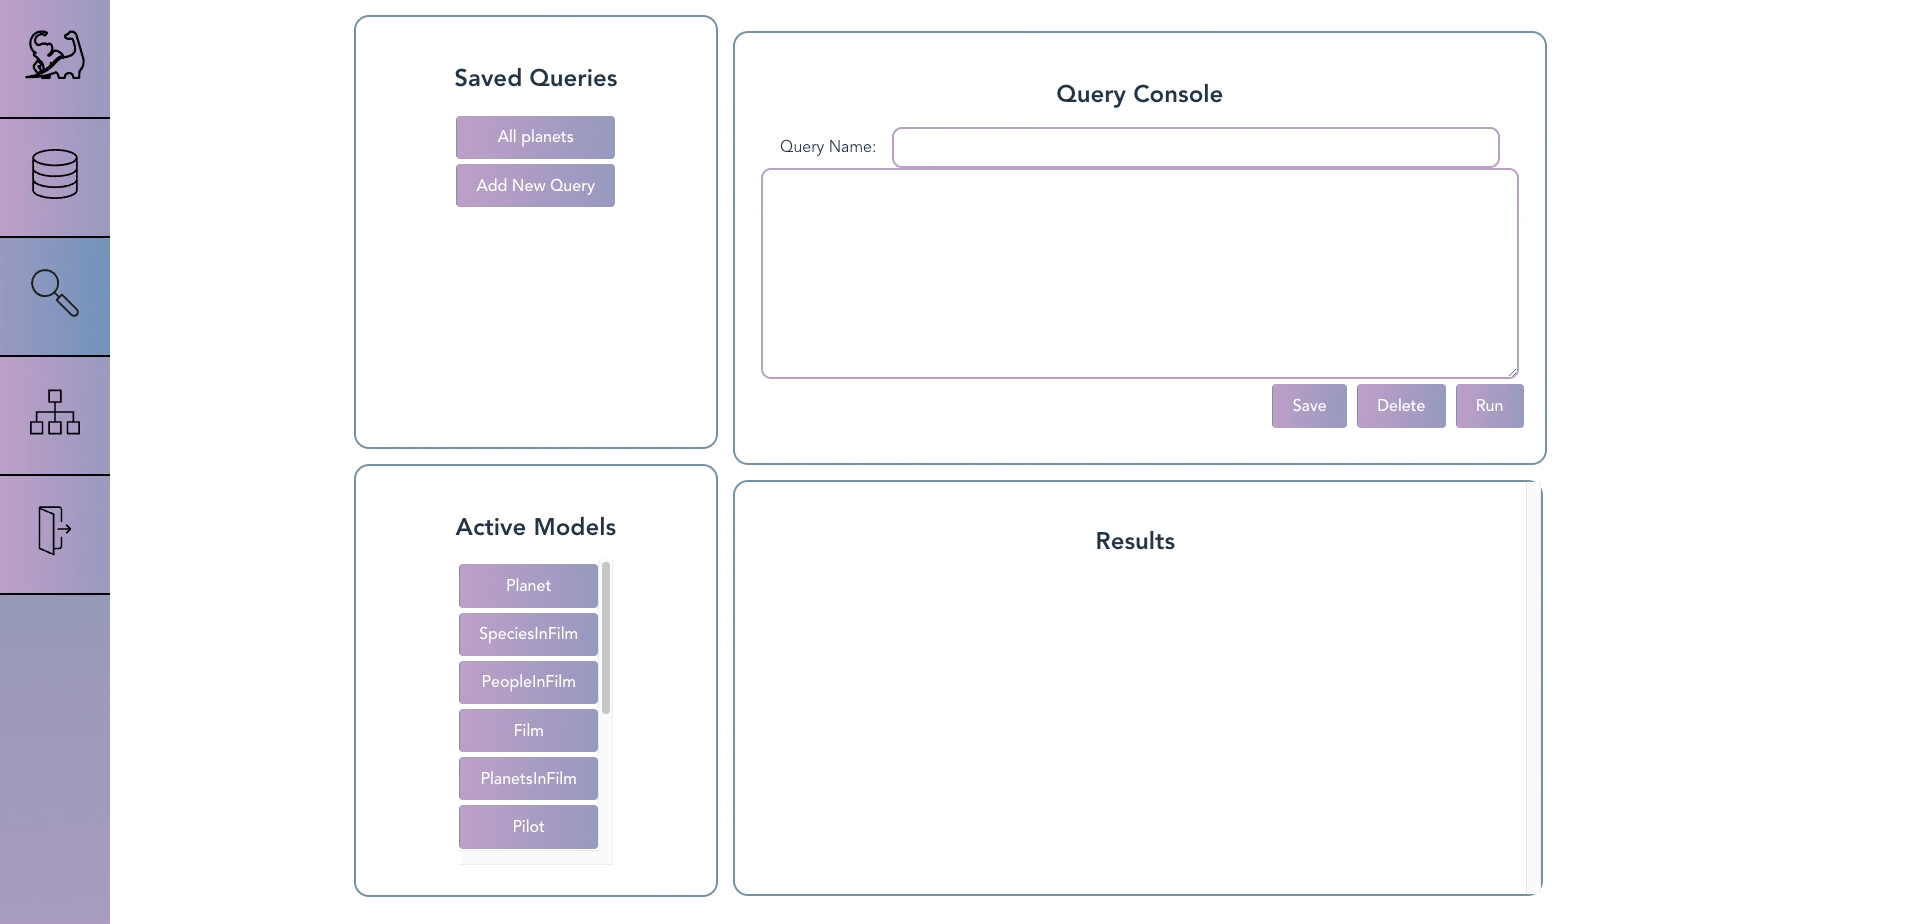 Saved Queries
All planets
Add New Query
Query Console
Query Name:
Save
Delete
Run
Active Models
Planet
SpeciesInFilm
PeopleInFilm
Film
PlanetsInFilm
Pilot
Results